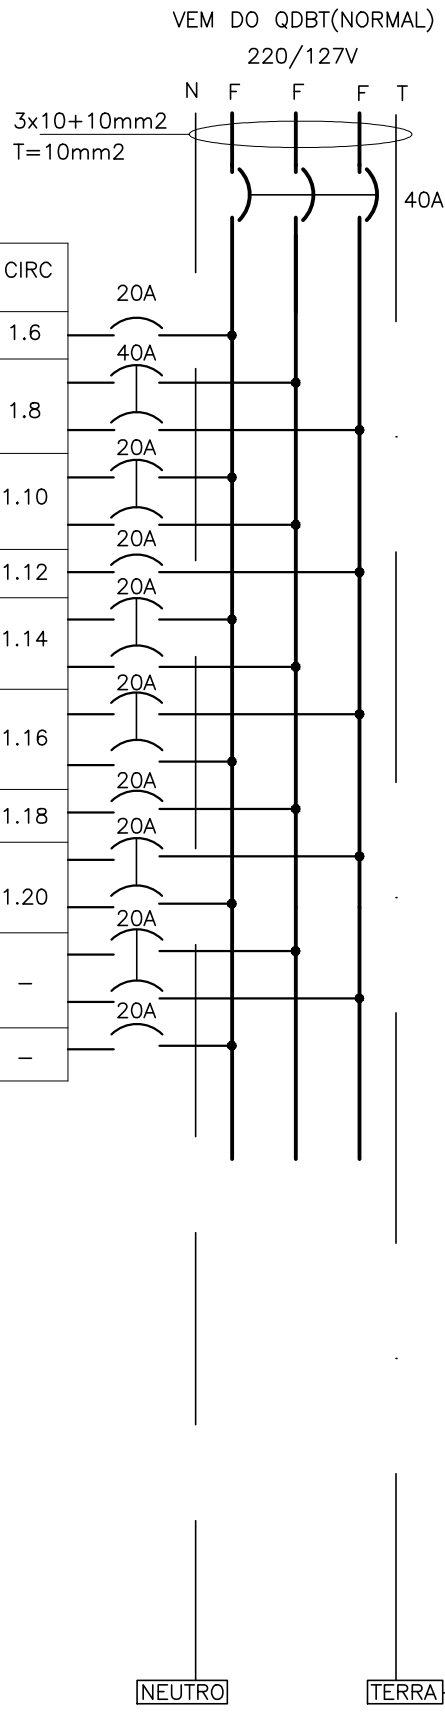 VEM DO QDBT(NORMAL)
220/127V
N F F F T
3x10+10mm2
T=10mm2
40A
CIRC
20A
1.6
40A
1.8
20A
1.10
20A
1.12
20A
1.14
20A
1.16
20A
1.18
20A
1.20
20A
–
20A
–
NEUTRO
TERRA